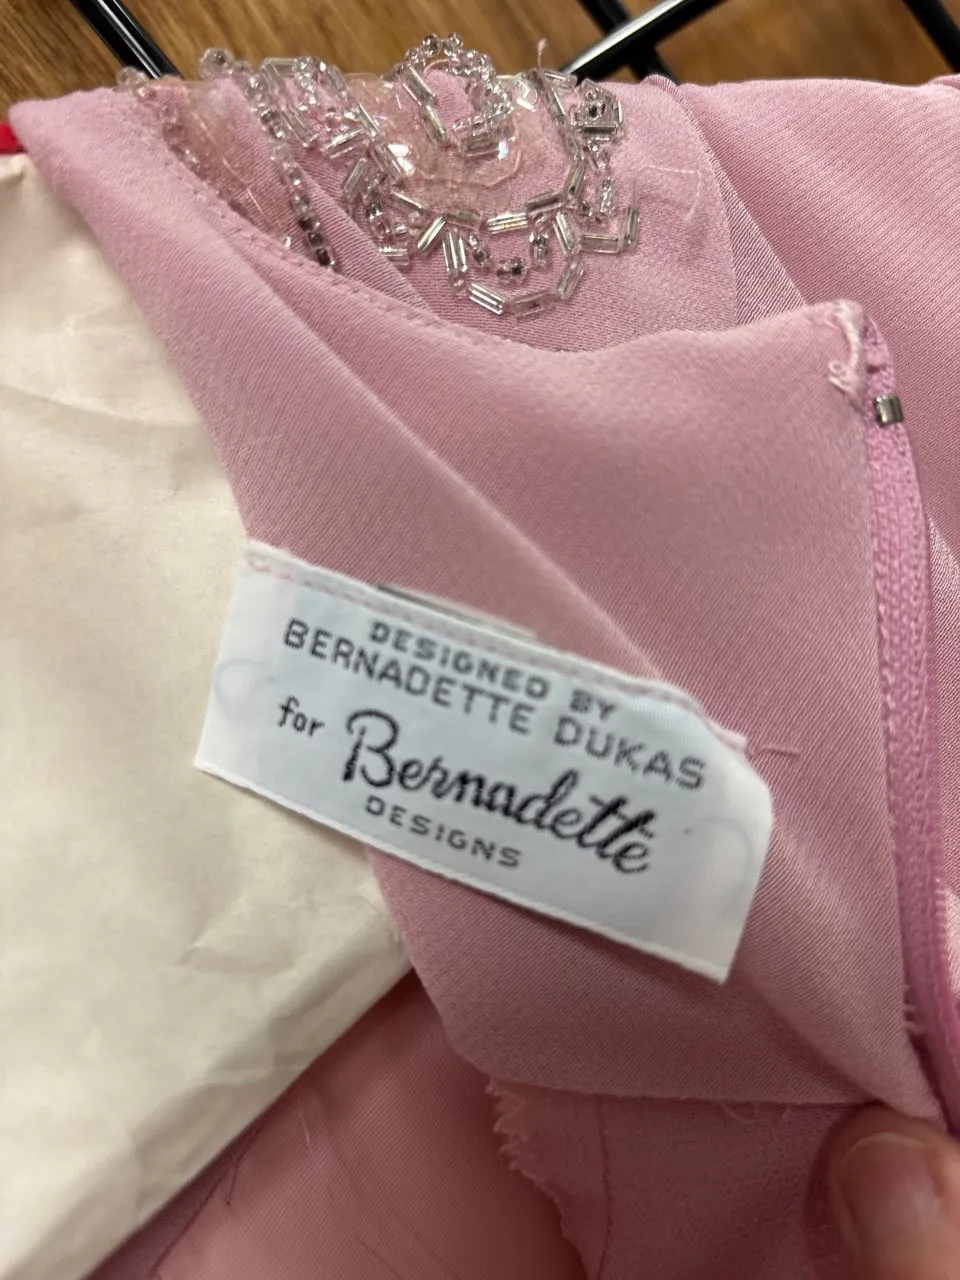 DESIGNED BY
BERNADETTE DUKAS
for Bernadette
DESIGNS